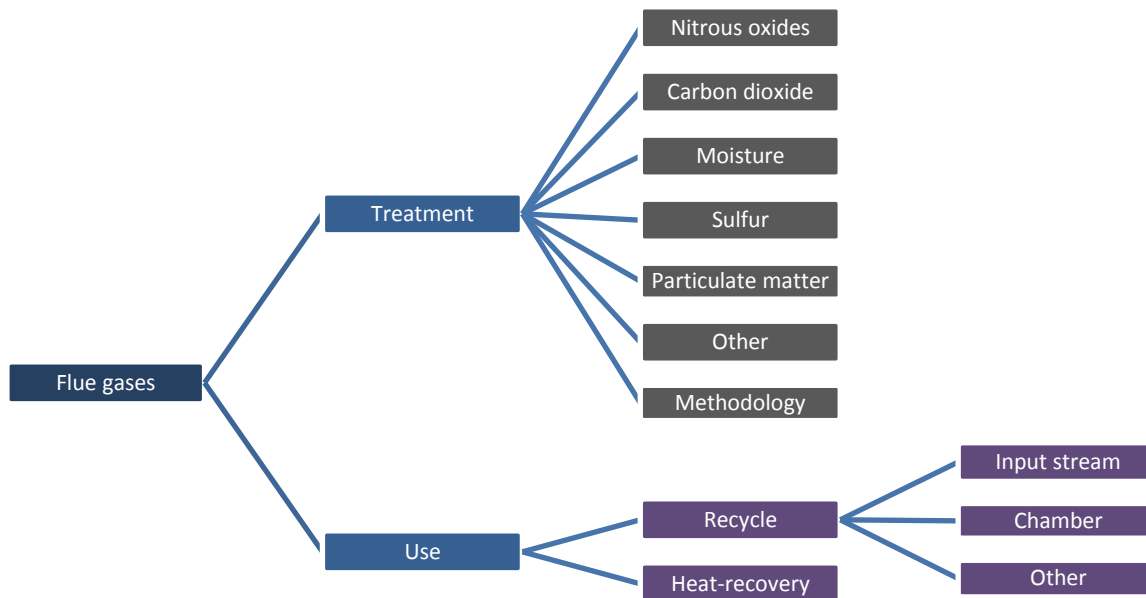 Nitrous oxides
Carbon dioxide
Moisture
Treatment
Sulfur
Particulate matter
Other
Flue gases
Methodology
Input stream
Recycle
Chamber
Use
Heat-recovery
Other